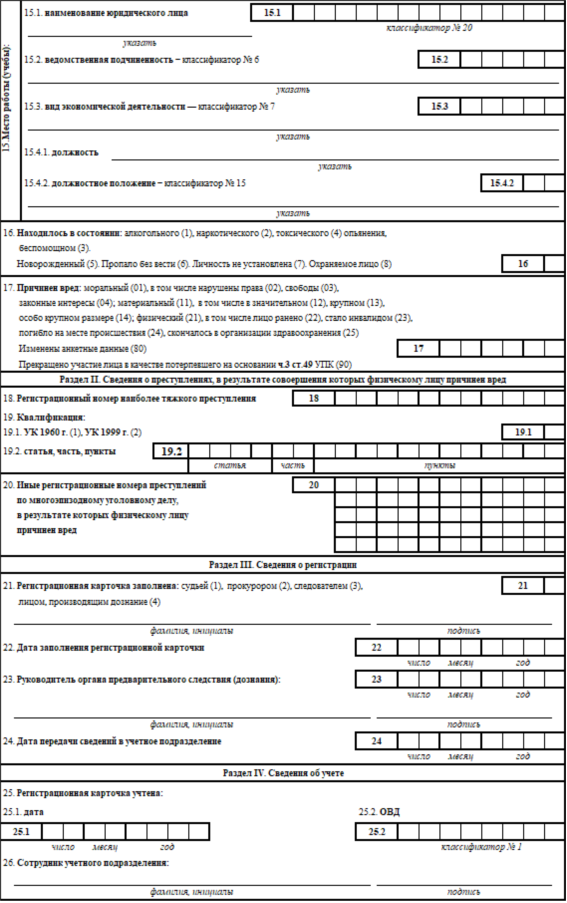 15.Место работы (учебы):
15.1. наименование юридического лица 15.1
классификатор № 20
указать
15.2. ведомственная подчиненность – классификатор № 6 15.2
указать
15.3. вид экономической деятельности — классификатор № 7 15.3
указать
15.4.1. должность
указать
15.4.2. должностное положение – классификатор № 15 15.4.2
указать
16. Находилось в состоянии: алкогольного (1), наркотического (2), токсического (4) опьянения,
беспомощном (3).
Новорожденный (5). Пропало без вести (6). Личность не установлена (7). Охраняемое лицо (8) 16
17. Причинен вред: моральный (01), в том числе нарушены права (02), свободы (03),
законные интересы (04); материальный (11), в том числе в значительном (12), крупном (13),
особо крупном размере (14); физический (21), в том числе лицо ранено (22), стало инвалидом (23),
погибло на месте происшествия (24), скончалось в организации здравоохранения (25)
Изменены анкетные данные (80) 17
Прекращено участие лица в качестве потерпевшего на основании ч.3 ст.49 УПК (90)
Раздел II. Сведения о преступлениях, в результате совоершения которых физическому лицу причинен вред
18. Регистрационный номер наиболее тяжкого преступления 18
19. Квалификация:
19.1. УК 1960 г. (1), УК 1999 г. (2) 19.1
19.2. статья, часть, пункты 19.2
статья часть пункты
20. Иные регистрационные номера преступлений 20
по многоэпизодному уголовному делу,
в результате которых физическому лицу
причинен вред
Раздел III. Сведения о регистрации
21. Регистрационная карточка заполнена: судьей (1), прокурором (2), следователем (3), 21
лицом, производящим дознание (4)
фамилия, инициалы подпись
22. Дата заполнения регистрационной карточки 22
число месяц год
23. Руководитель органа предварительного следствия (дознания): 23
число месяц год
фамилия, инициалы подпись
24. Дата передачи сведений в учетное подразделение 24
число месяц год
Раздел IV. Сведения об учете
25. Регистрационная карточка учтена:
25.1. дата 25.2. ОВД
25.1 25.2
число месяц год классификатор № 1
26. Сотрудник учетного подразделения:
фамилия, инициалы подпись